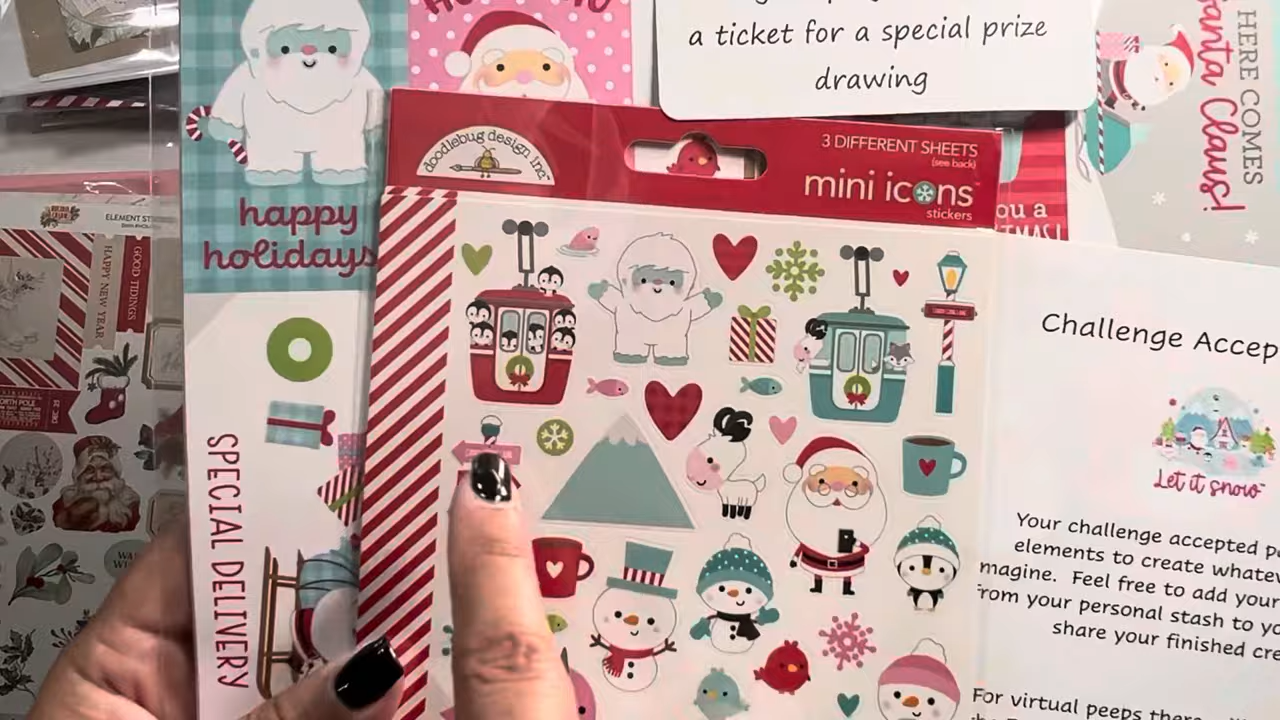 a ticket for a special prize
drawing
HERE COMES
Santa Claus!
happy
holidays
doodlebug design inc.
3 DIFFERENT SHEETS
(see back)
mini icons
stickers
ou a
SPECIAL DELIVERY
ELEMENT
HAPPY NEW YEAR
GOOD TIDINGS
NORTH POLE
Challenge Accep
Let it snow
Your challenge accepted p
elements to create whatev
magine. Feel free to add your
from your personal stash to yo
share your finished cre
For virtual peeps there